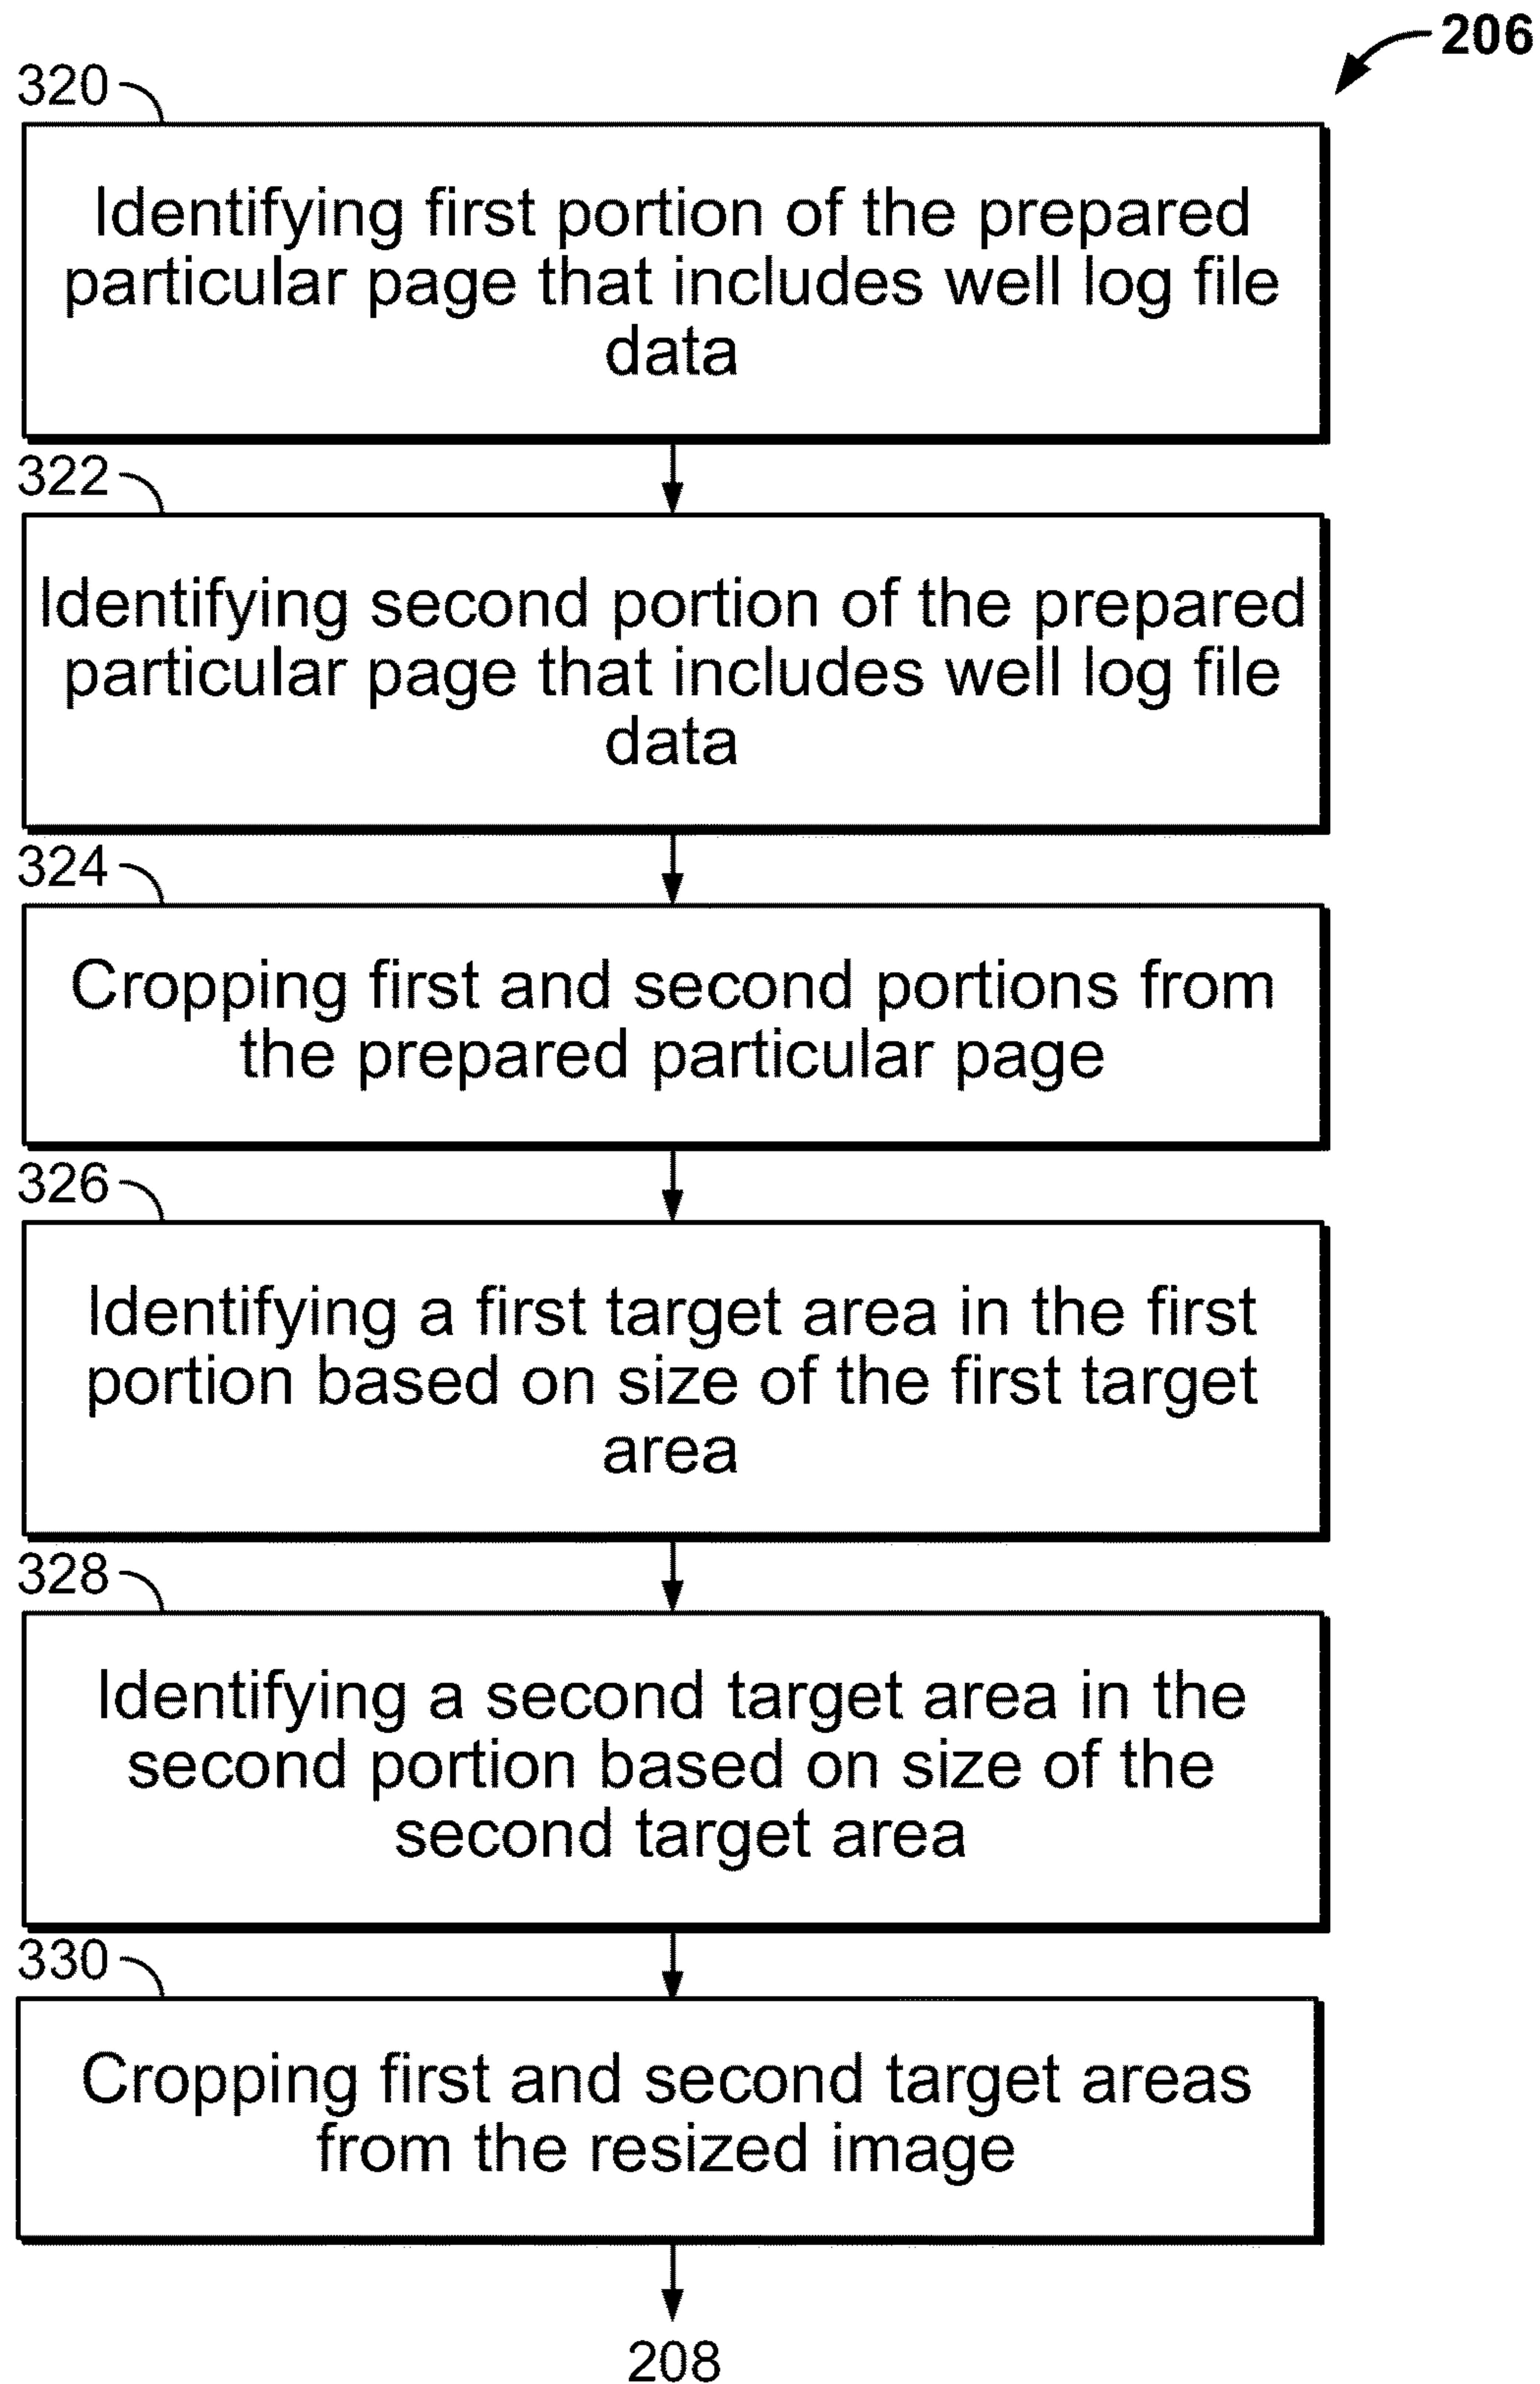 206
320
Identifying first portion of the prepared
particular page that includes well log file
data
322
Identifying second portion of the prepared
particular page that includes well log file
data
324
Cropping first and second portions from
the prepared particular page
326
Identifying a first target area in the first
portion based on size of the first target
area
328
Identifying a second target area in the
second portion based on size of the
second target area
330
Cropping first and second target areas
from the resized image
208